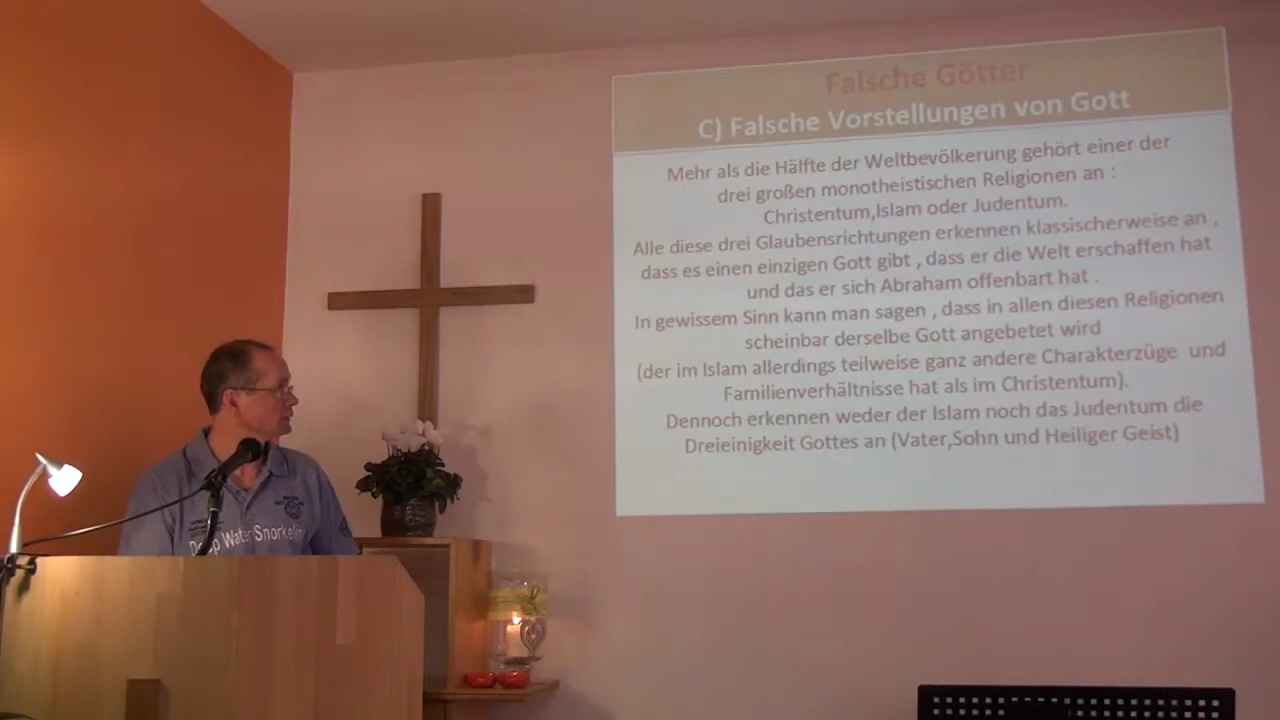 Falsche Götter
C) Falsche Vorstellungen von Gott
Mehr als die Hälfte der Weltbevölkerung gehört einer der
drei großen monotheistischen Religionen an :
Christentum,Islam oder Judentum.
Alle diese drei Glaubensrichtungen erkennen klassischerweise an ,
dass es einen einzigen Gott gibt , dass er die Welt erschaffen hat
und das er sich Abraham offenbart hat .
In gewissem Sinn kann man sagen , dass in allen diesen Religionen
scheinbar derselbe Gott angebetet wird
(der im Islam allerdings teilweise ganz andere Charakterzüge und
Familienverhältnisse hat als im Christentum).
Dennoch erkennen weder der Islam noch das Judentum die
Dreieinigkeit Gottes an (Vater,Sohn und Heiliger Geist)
Deep Water Snorkeling